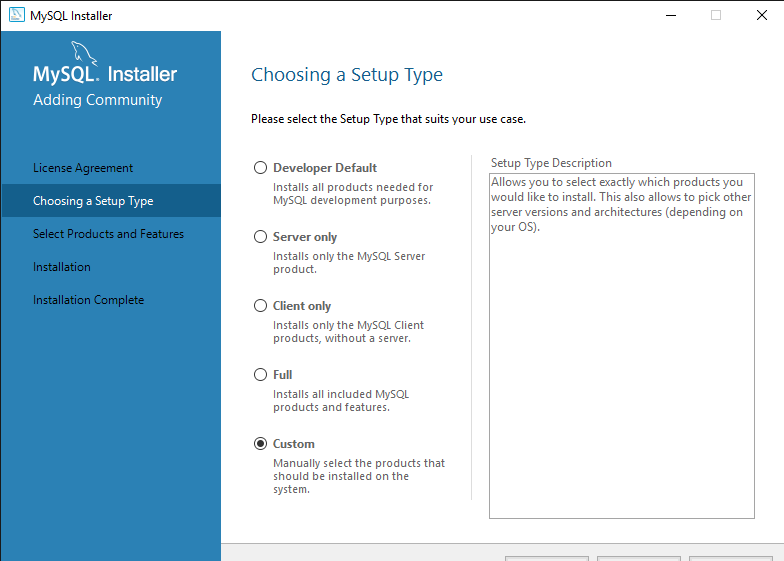 MySQL Installer
MySQL. Installer
Adding Community
License Agreement
Choosing a Setup Type
Select Products and Features
Installation
Installation Complete
Choosing a Setup Type
Please select the Setup Type that suits your use case.
Developer Default
Installs all products needed for
MySQL development purposes.
Server only
Installs only the MySQL Server
product.
Client only
Installs only the MySQL Client
products, without a server.
Full
Installs all included MySQL
products and features.
Custom
Manually select the products that
should be installed on the
system.
Setup Type Description
Allows you to select exactly which products you
would like to install. This also allows to pick other
server versions and architectures (depending on
your OS).